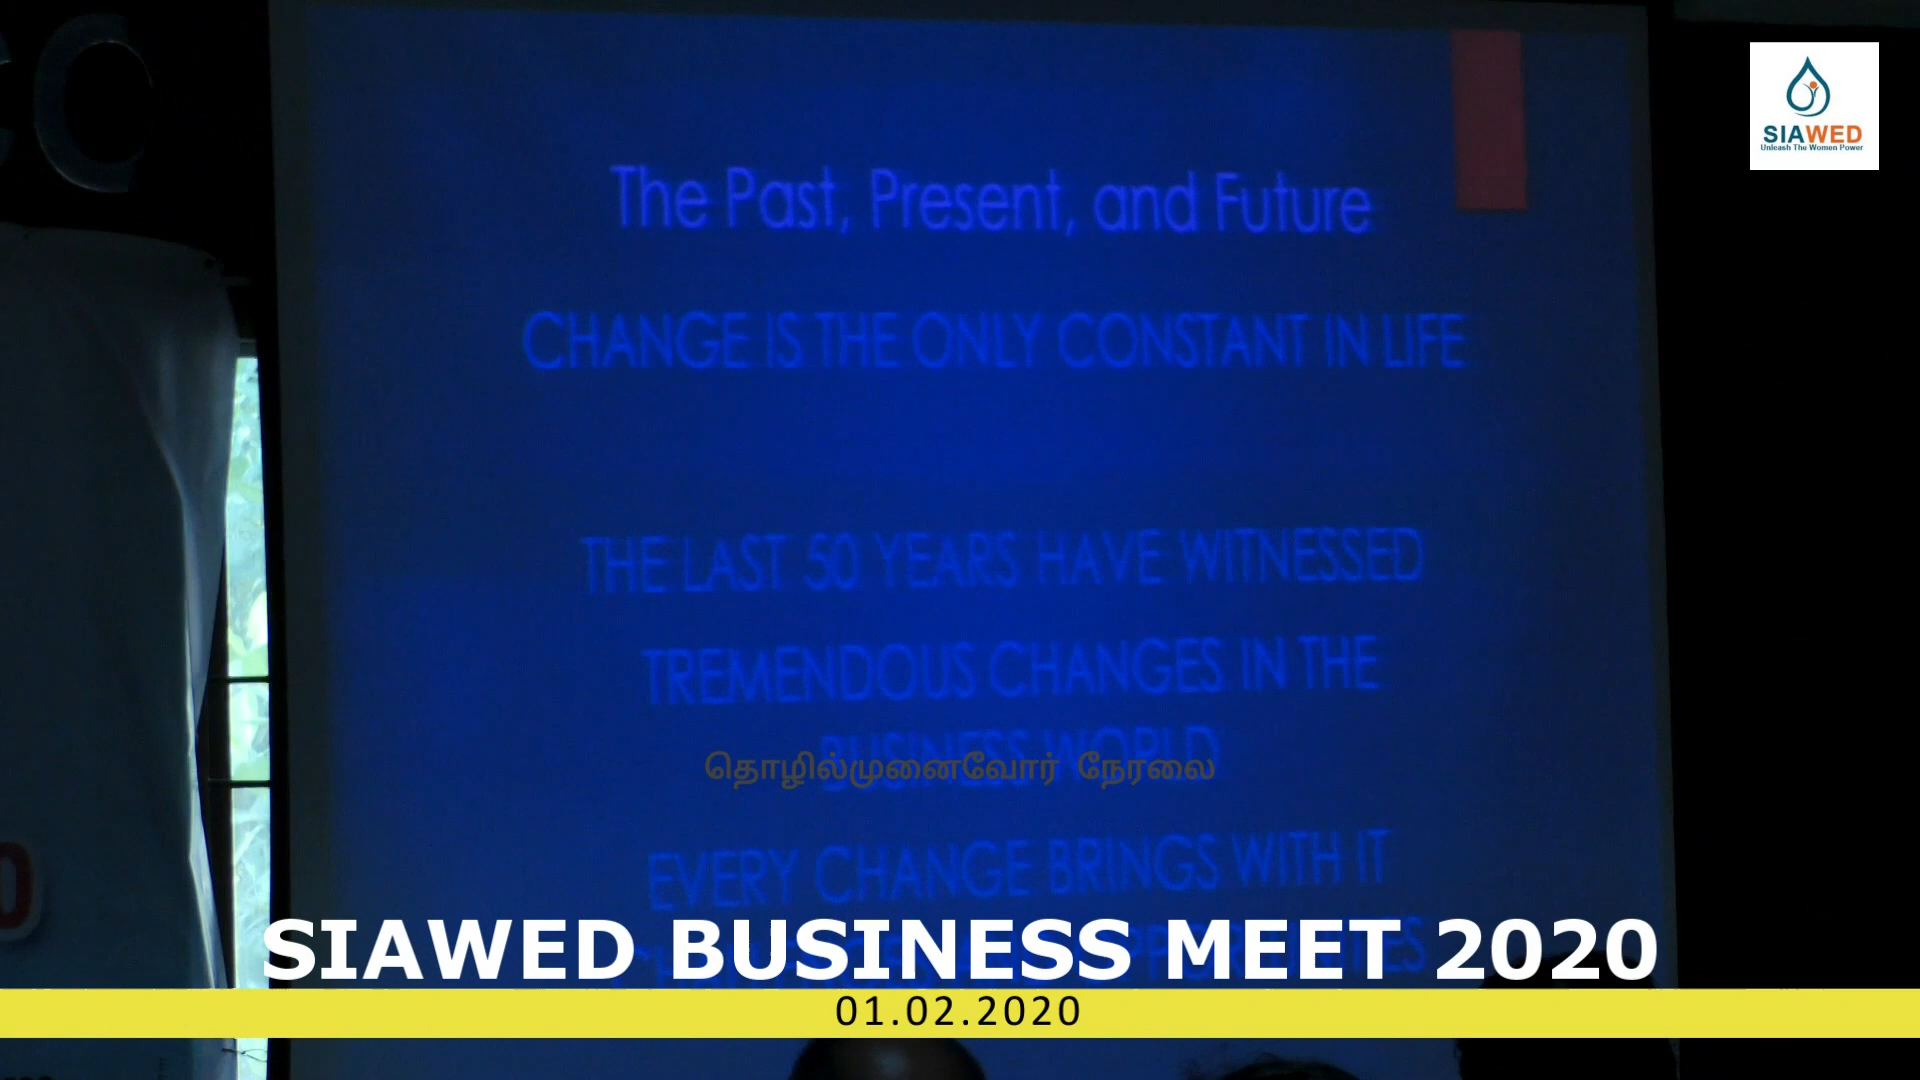 SIAWED
Unleash The Women Power
The Past, Present, and Future
CHANGE IS THE ONLY CONSTANT IN LIFE
THE LAST 50 YEARS HAVE WITNESSED
TREMENDOUS CHANGES IN THE
BUSINESS WORLD
தொழில்முனைவோர் நேரலை
EVERY CHANGE BRINGS WITH IT
SIAWED BUSINESS MEET 2020
01.02.2020